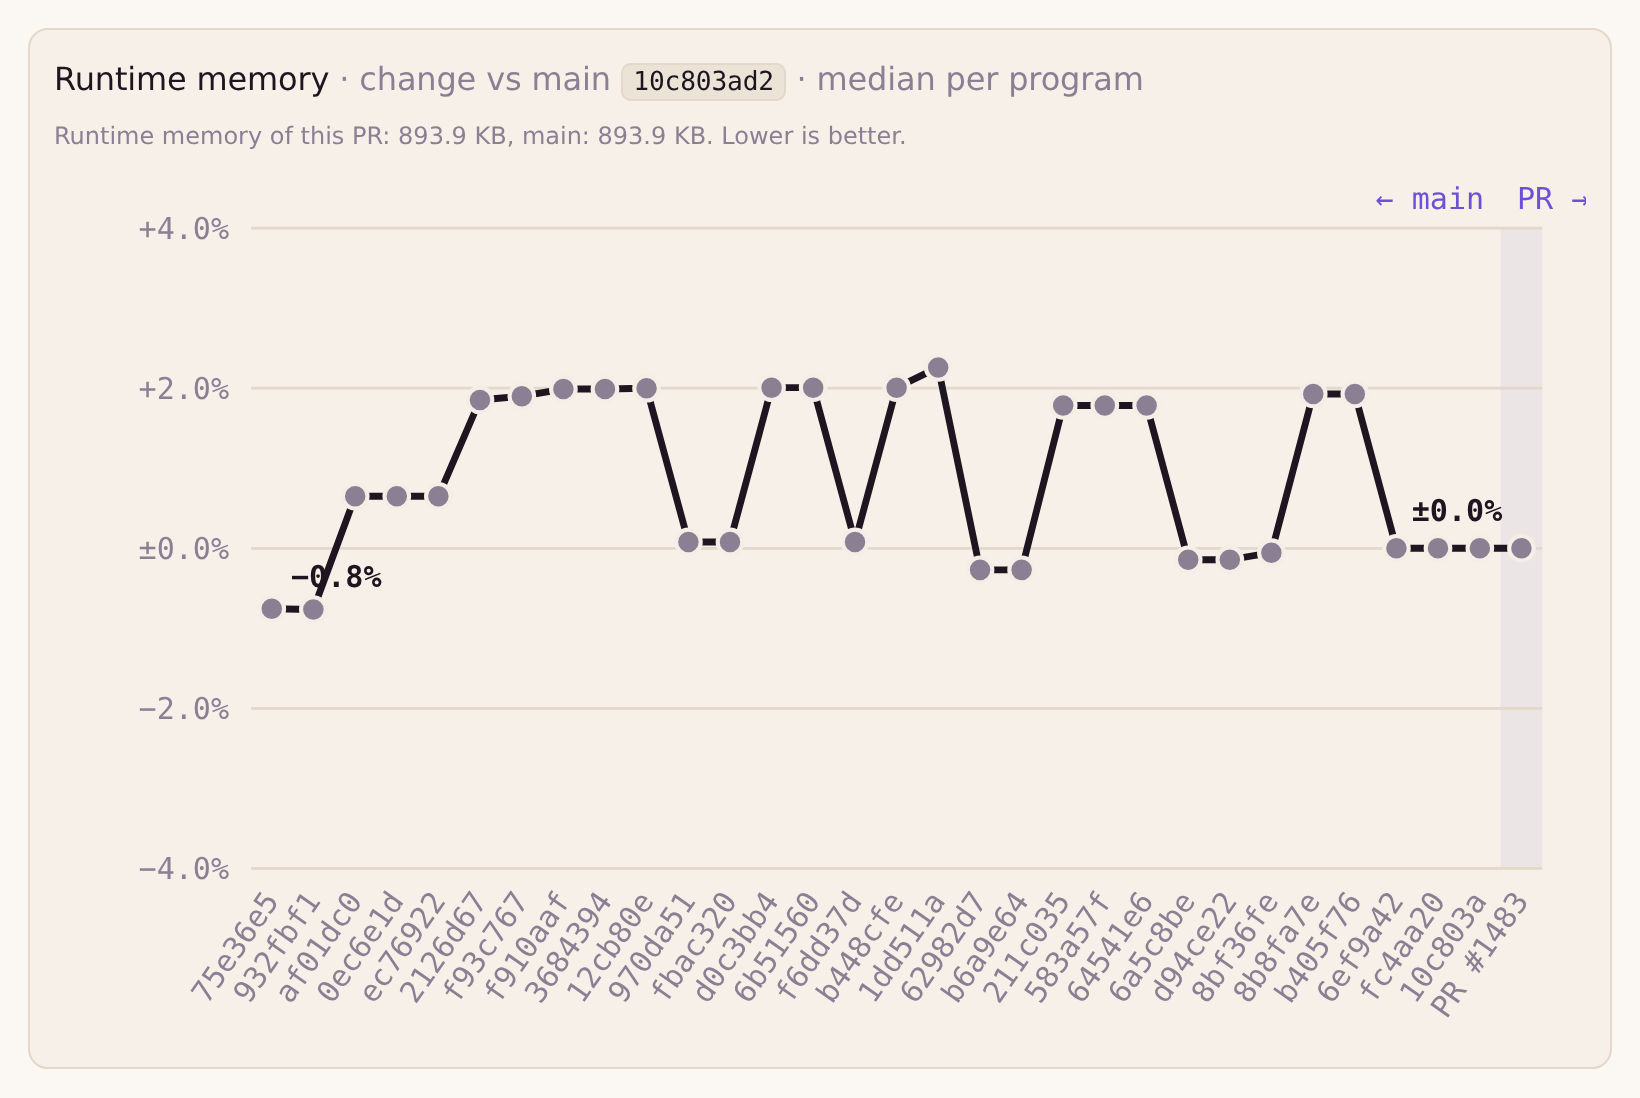 Runtime memory · change vs main 10c803ad2 · median per program
Runtime memory of this PR: 893.9 KB, main: 893.9 KB. Lower is better.
← main PR →
+4.0%
+2.0%
±0.0%
−2.0%
−4.0%
−0.8%
±0.0%
75e36e5
932fbf1
af01dc0
0ec6e1d
ec76922
2126d67
f93c767
f910aaf
3684394
12cb80e
970da51
fbac320
d0c3bb4
6b51560
f6dd37d
b448cfe
1dd511a
62982d7
b6a9e64
211c035
583a57f
64541e6
6a5c8be
d94ce22
8bf36fe
8b8fa7e
b405f76
6ef9a42
fc4aa20
10c803a
PR #1483